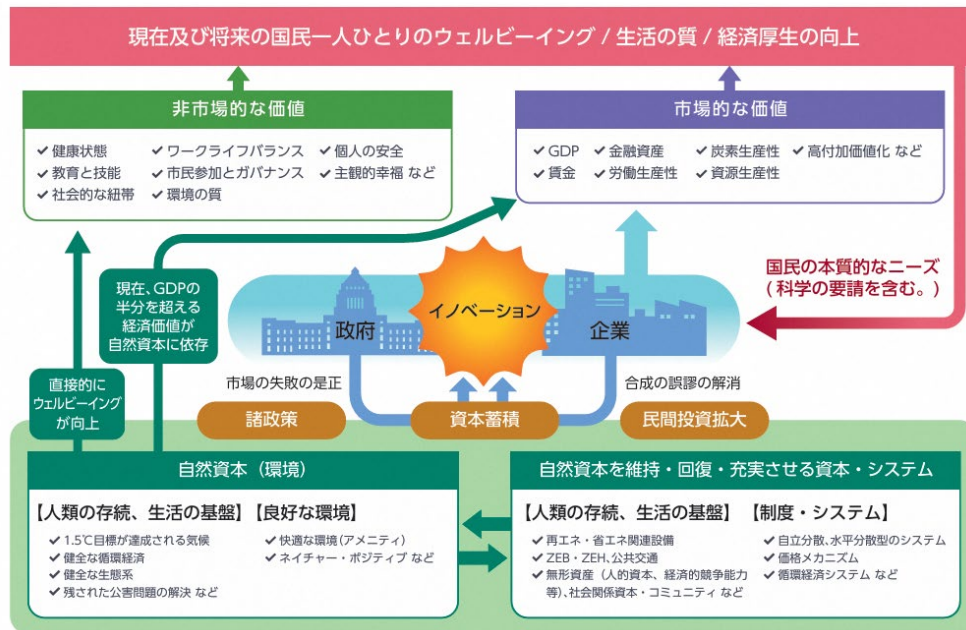 現在及び将来の国民一人ひとりのウェルビーイング / 生活の質 / 経済厚生の向上
非市場的な価値
✓ 健康状態 ✓ ワークライフバランス ✓ 個人の安全
✓ 教育と技能 ✓ 市民参加とガバナンス ✓ 主観的幸福 など
✓ 社会的な紐帯 ✓ 環境の質
市場的な価値
✓ GDP ✓ 金融資産 ✓ 炭素生産性 ✓ 高付加価値化 など
✓ 賃金 ✓ 労働生産性 ✓ 資源生産性
現在、GDPの
半分を超える
経済価値が
自然資本に依存
直接的に
ウェルビーイング
が向上
政府
イノベーション
企業
国民の本質的なニーズ
( 科学の要請を含む。)
市場の失敗の是正
合成の誤謬の解消
諸政策
資本蓄積
民間投資拡大
自然資本（環境）
【人類の存続、生活の基盤】【良好な環境】
✓ 1.5℃目標が達成される気候 ✓ 快適な環境(アメニティ)
✓ 健全な循環経済 ✓ ネイチャー・ポジティブ など
✓ 健全な生態系
✓ 残された公害問題の解決 など
自然資本を維持・回復・充実させる資本・システム
【人類の存続、生活の基盤】 【制度・システム】
✓ 再エネ・省エネ関連設備 ✓ 自立分散、水平分散型のシステム
✓ ZEB・ZEH、公共交通 ✓ 価格メカニズム
✓ 無形資産（人的資本、経済的競争能力 ✓ 循環経済システム など
等）、社会関係資本・コミュニティ など